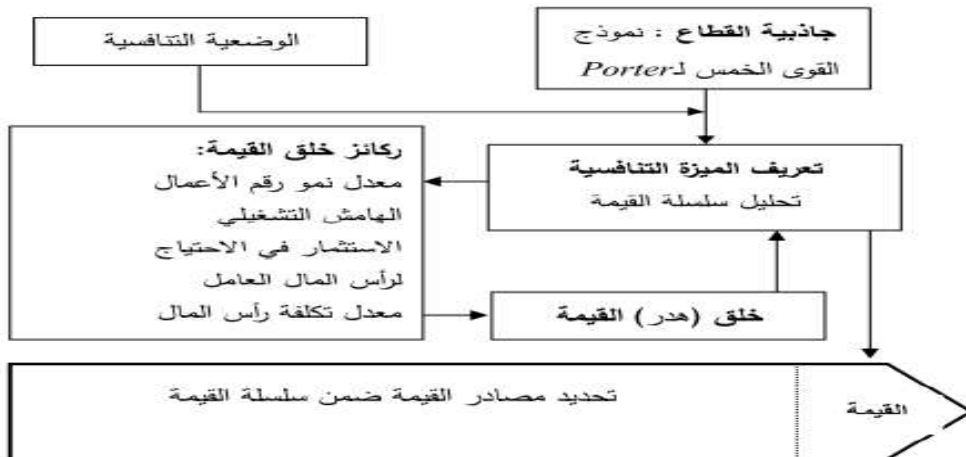 جاذبية القطاع : نموذج
القوى الخمس لـPorter
الوضعية التنافسية
تعريف الميزة التنافسية
تحليل سلسلة القيمة
ركائز خلق القيمة:
معدل نمو رقم الأعمال
الهامش التشغيلي
الاستثمار في الاحتياج
لرأس المال العامل
معدل تكلفة رأس المال
خلق (هدر) القيمة
تحديد مصادر القيمة ضمن سلسلة القيمة
القيمة